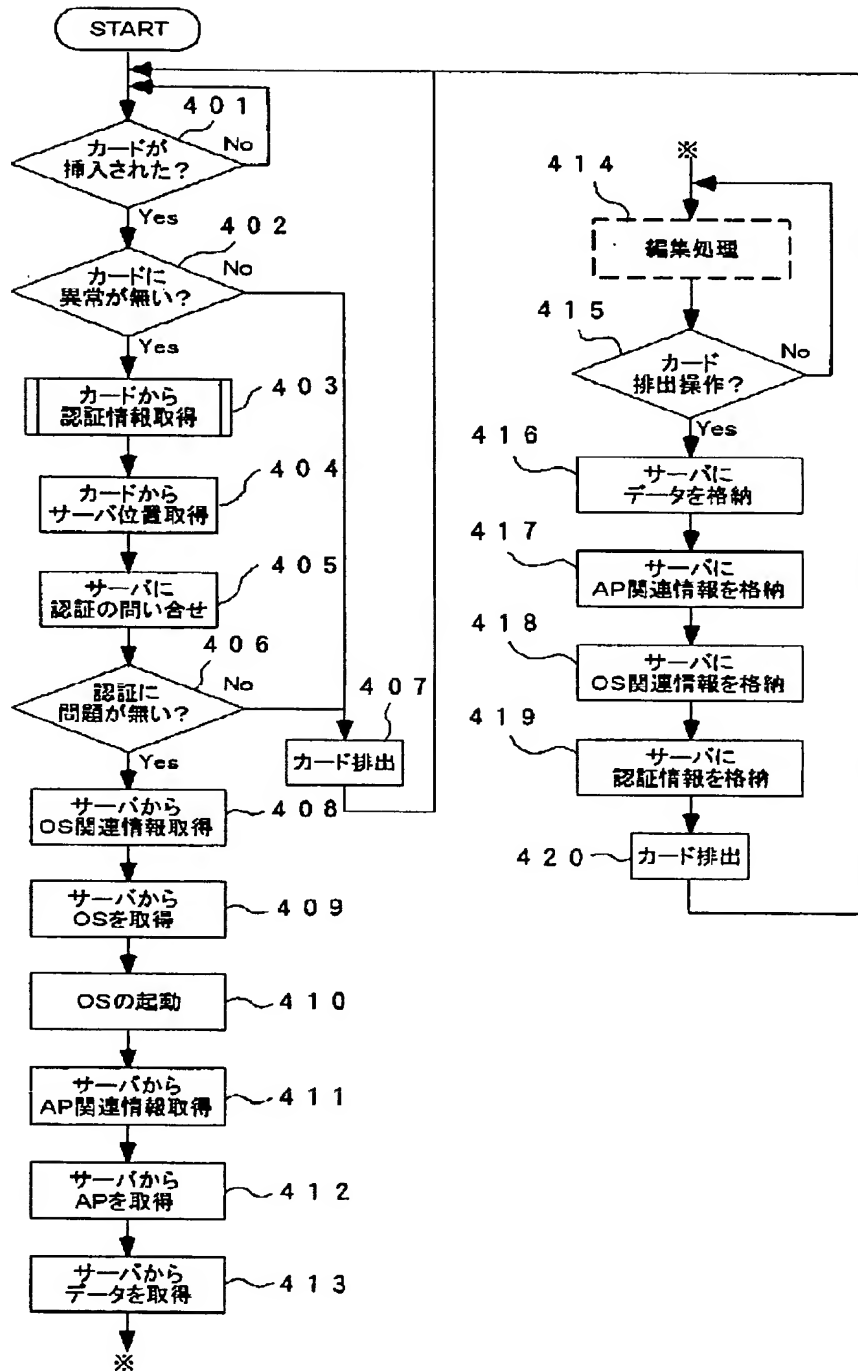 START
４０１
カードが
挿入された？
No
Yes
４０２
カードに
異常が無い？
No
Yes
カードから
認証情報取得
４０３
カードから
サーバ位置取得
４０４
サーバに
認証の問い合せ
４０５
４０６
認証に
問題が無い？
No
Yes
４０７
カード排出
サーバから
OS関連情報取得
４０８
サーバから
OSを取得
４０９
OSの起動
４１０
サーバから
AP関連情報取得
４１１
サーバから
APを取得
４１２
サーバから
データを取得
４１３
※
※
４１４
編集処理
４１５
カード
排出操作？
No
Yes
４１６
サーバに
データを格納
４１７
サーバに
AP関連情報を格納
４１８
サーバに
OS関連情報を格納
４１９
サーバに
認証情報を格納
４２０
カード排出